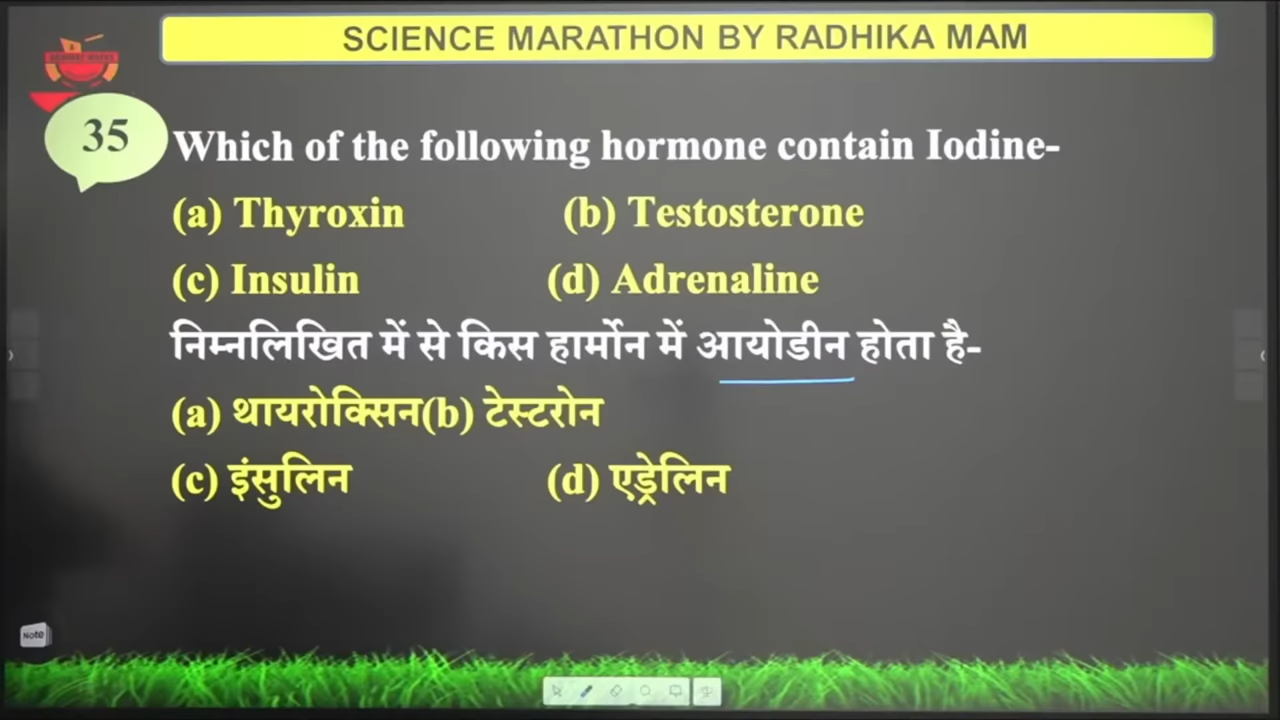 SCIENCE MARATHON BY RADHIKA MAM
35 Which of the following hormone contain Iodine-
(a) Thyroxin (b) Testosterone
(c) Insulin (d) Adrenaline
निम्नलिखित में से किस हार्मोन में आयोडीन होता है-
(a) थायरोक्सिन(b) टेस्टरोन
(c) इंसुलिन (d) एड्रेलिन
Note